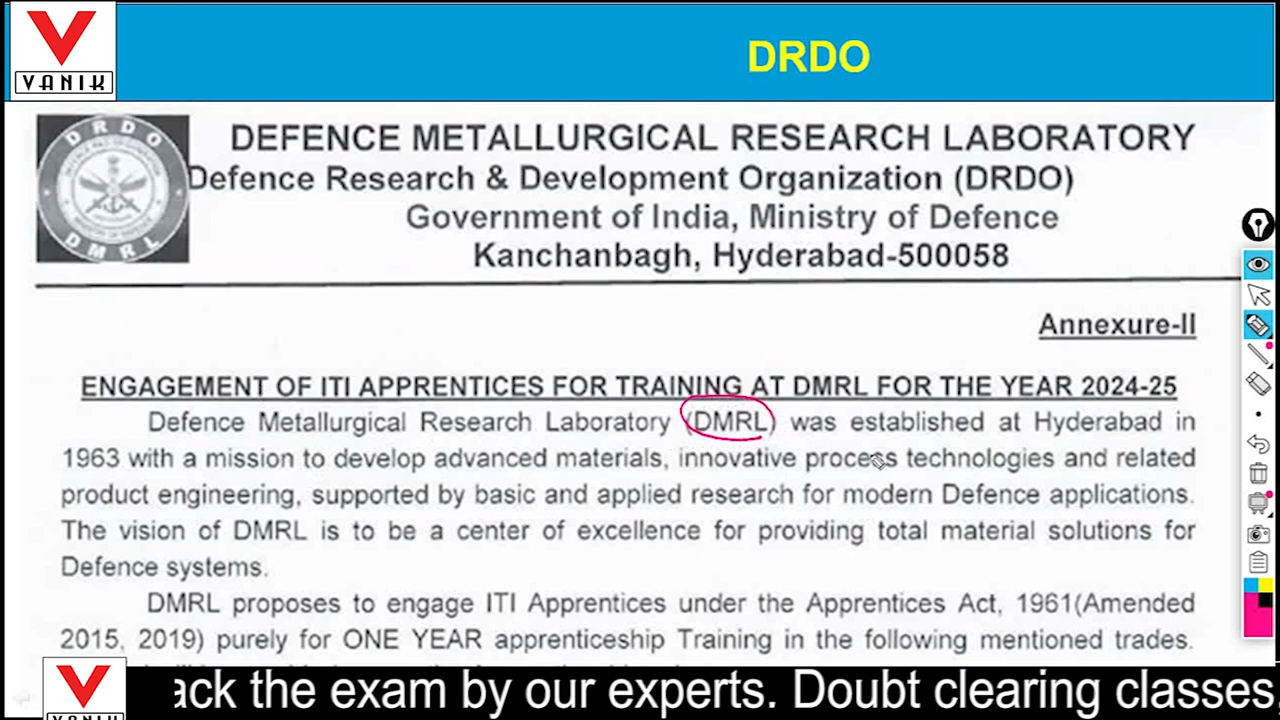 VANIK
DRDO
DRDO
DMRL
DEFENCE METALLURGICAL RESEARCH LABORATORY
Defence Research & Development Organization (DRDO)
Government of India, Ministry of Defence
Kanchanbagh, Hyderabad-500058
Annexure-II
ENGAGEMENT OF ITI APPRENTICES FOR TRAINING AT DMRL FOR THE YEAR 2024-25
Defence Metallurgical Research Laboratory (DMRL) was established at Hyderabad in
1963 with a mission to develop advanced materials, innovative process technologies and related
product engineering, supported by basic and applied research for modern Defence applications.
The vision of DMRL is to be a center of excellence for providing total material solutions for
Defence systems.
DMRL proposes to engage ITI Apprentices under the Apprentices Act, 1961(Amended
2015, 2019) purely for ONE YEAR apprenticeship Training in the following mentioned trades.
VANIK
ack the exam by our experts. Doubt clearing classes